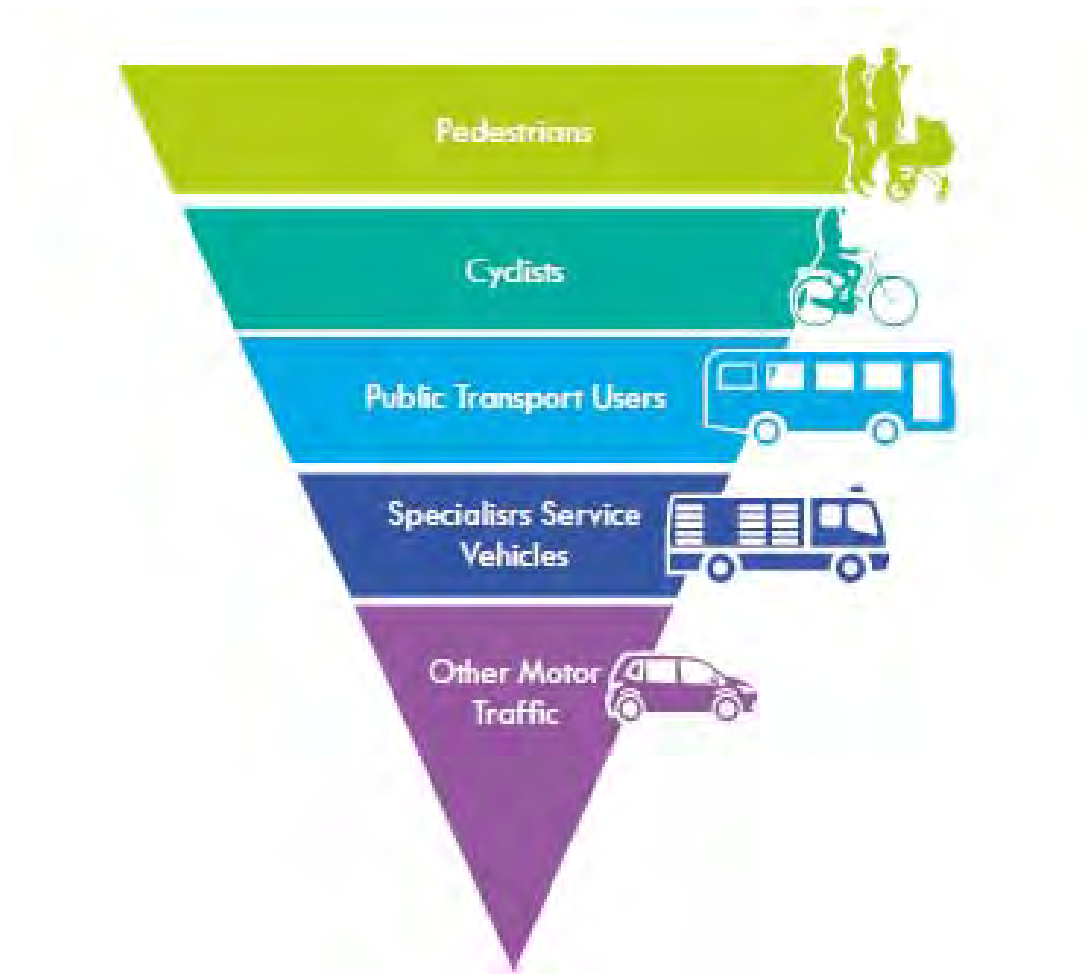 Pedestrians
Cyclists
Public Transport Users
Specialisrs Service
Vehicles
Other Motor
Traffic